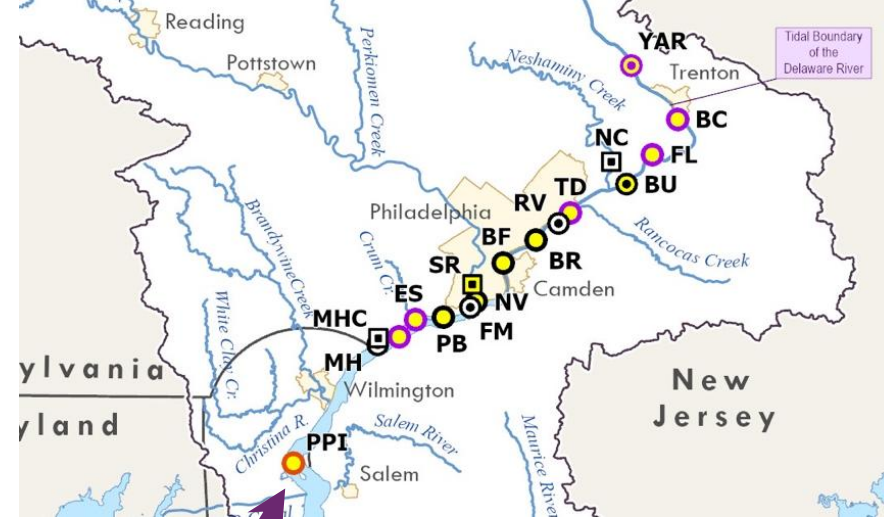 Reading
YAR
Tidal Boundary
of the
Delaware River
Pottstown
Perkiomen Creek
Neshaminy Creek
Trenton
BC
NC
FL
TD
BU
RV
Philadelphia
BF
BR
Rancocas Creek
Brandywine Creek
Crum Cr.
SR
Camden
ES
NV
White Clay Cr.
MHC
FM
PB
MH
ylvania
New
Jersey
Wilmington
yland
Christina R.
Salem River
Maurice River
PPI
Salem